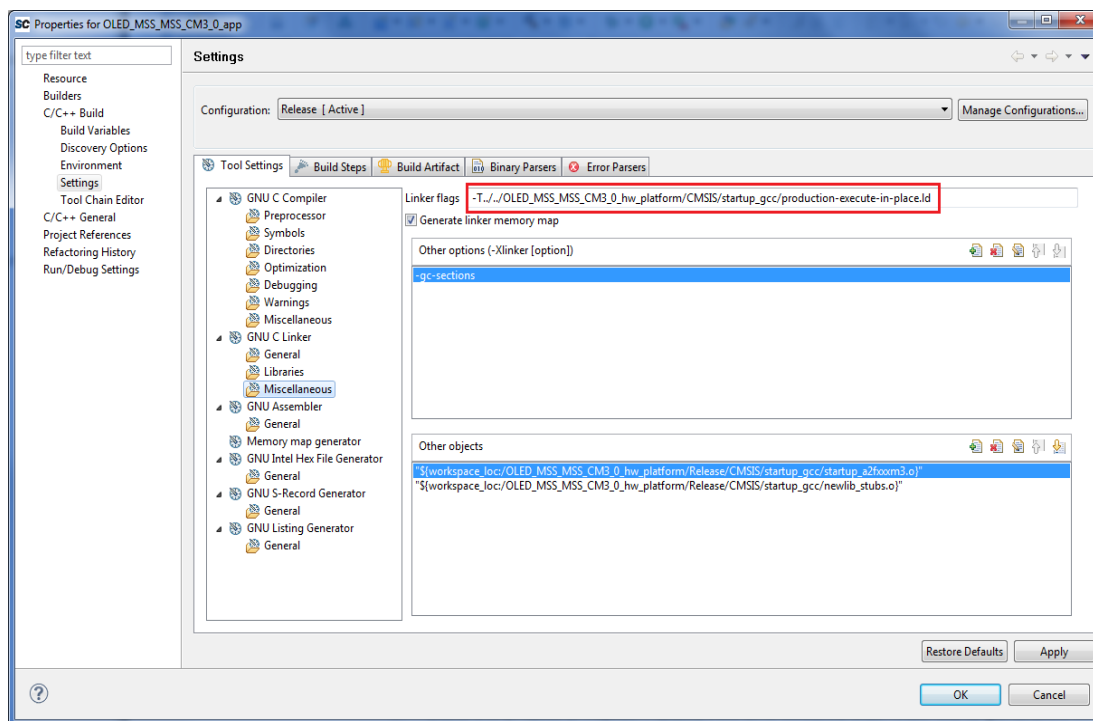 SC Properties for OLED_MSS_MSS_CM3_0_app
type filter text
Resource
Builders
C/C++ Build
Build Variables
Discovery Options
Environment
Settings
Tool Chain Editor
C/C++ General
Project References
Refactoring History
Run/Debug Settings
Settings
Configuration: Release [ Active ] Manage Configurations...
Tool Settings Build Steps Build Artifact Binary Parsers Error Parsers
GNU C Compiler
Preprocessor
Symbols
Directories
Optimization
Debugging
Warnings
Miscellaneous
GNU C Linker
General
Libraries
Miscellaneous
GNU Assembler
General
Memory map generator
GNU Intel Hex File Generator
General
GNU S-Record Generator
General
GNU Listing Generator
General
Linker flags -T../../OLED_MSS_MSS_CM3_0_hw_platform/CMSIS/startup_gcc/production-execute-in-place.ld
Generate linker memory map
Other options (-Xlinker [option])
-gc-sections
Other objects
"${workspace_loc:/OLED_MSS_MSS_CM3_0_hw_platform/Release/CMSIS/startup_gcc/startup_a2fxxxm3.o}"
"${workspace_loc:/OLED_MSS_MSS_CM3_0_hw_platform/Release/CMSIS/startup_gcc/newlib_stubs.o}"
Restore Defaults Apply
OK Cancel